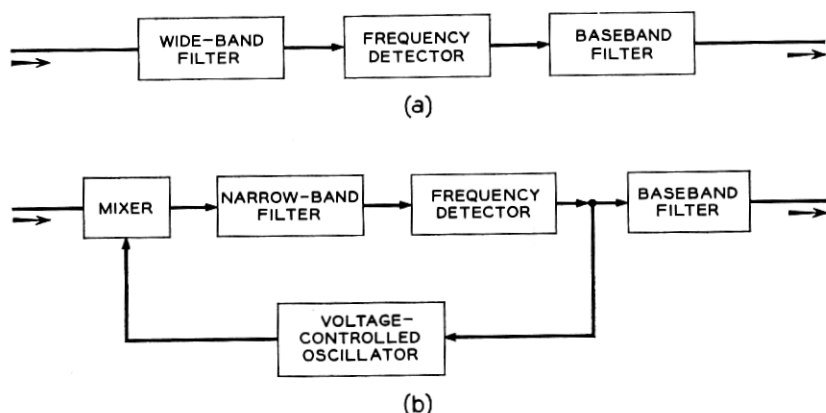 WIDE-BAND
FILTER
FREQUENCY
DETECTOR
BASEBAND
FILTER
(a)
MIXER
NARROW-BAND
FILTER
FREQUENCY
DETECTOR
BASEBAND
FILTER
VOLTAGE-
CONTROLLED
OSCILLATOR
(b)